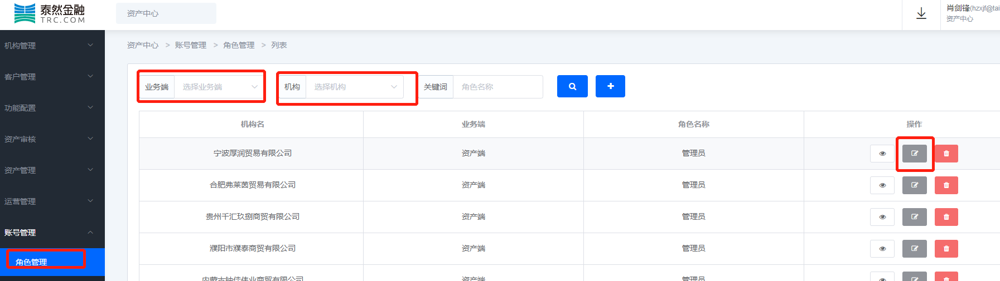 泰然金融
TRC.COM
资产中心
肖剑锋(hzxjf@tai
资产中心
机构管理
客户管理
功能配置
资产审核
资产管理
运营管理
账号管理
角色管理
资产中心 > 账号管理 > 角色管理 > 列表
业务端 选择业务端 机构 选择机构 关键词 角色名称
机构名 业务端 角色名称 操作
宁波厚润贸易有限公司 资产端 管理员
合肥弗莱茵贸易有限公司 资产端 管理员
贵州千汇玖捌商贸有限公司 资产端 管理员
濮阳市濮泰商贸有限公司 资产端 管理员
资产端 管理员